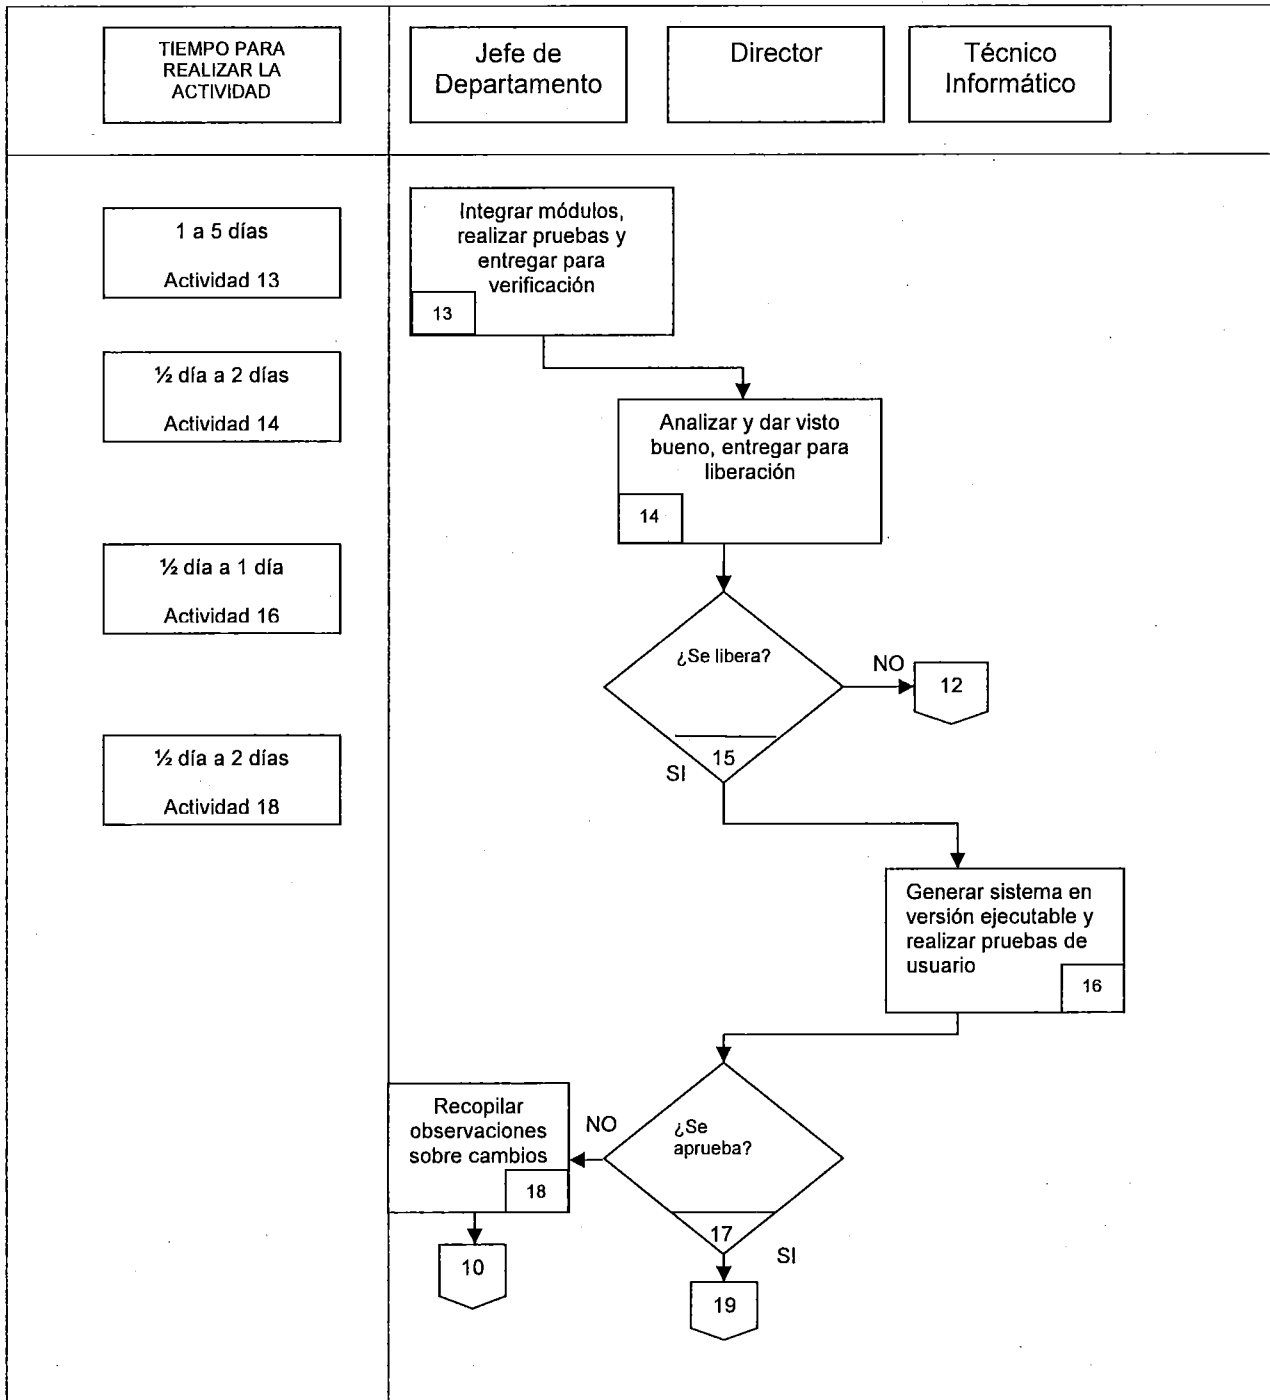 TIEMPO PARA
REALIZAR LA
ACTIVIDAD
Jefe de
Departamento
Director
Técnico
Informático
1 a 5 días
Actividad 13
Integrar módulos,
realizar pruebas y
entregar para
verificación
13
½ día a 2 días
Actividad 14
Analizar y dar visto
bueno, entregar para
liberación
14
½ día a 1 día
Actividad 16
¿Se libera?
NO
12
15
SI
½ día a 2 días
Actividad 18
Generar sistema en
versión ejecutable y
realizar pruebas de
usuario
16
Recopilar
observaciones
sobre cambios
18
NO
¿Se
aprueba?
17
SI
10
19